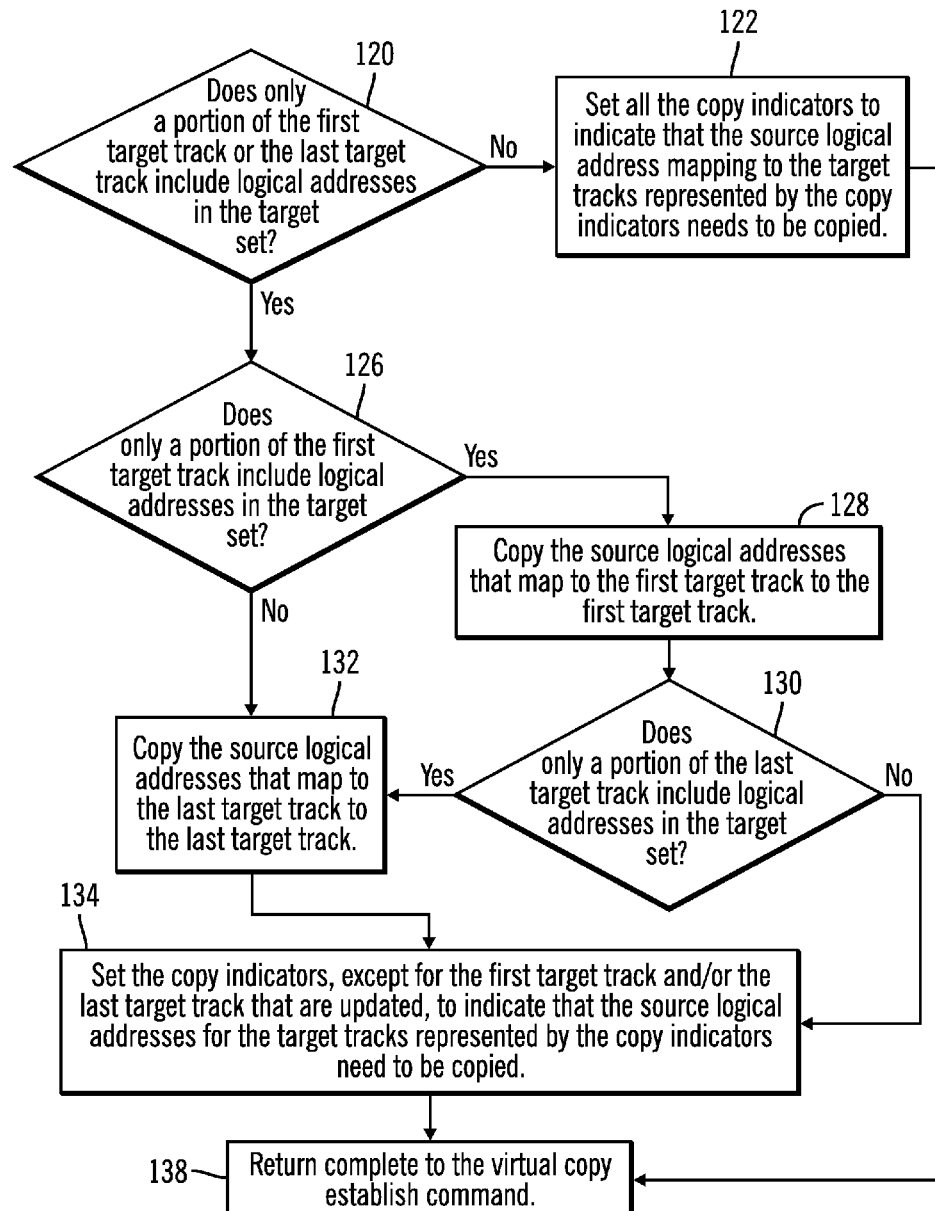 120
Does only
a portion of the first
target track or the last target
track include logical addresses
in the target
set?
No
Yes
122
Set all the copy indicators to
indicate that the source logical
address mapping to the target
tracks represented by the copy
indicators needs to be copied.
126
Does
only a portion of the first
target track include logical
addresses in the target
set?
Yes
No
128
Copy the source logical addresses
that map to the first target track to the
first target track.
130
Does
only a portion of the last
target track include logical
addresses in the target
set?
Yes
No
132
Copy the source logical
addresses that map to
the last target track to
the last target track.
134
Set the copy indicators, except for the first target track and/or the
last target track that are updated, to indicate that the source logical
addresses for the target tracks represented by the copy indicators
need to be copied.
138
Return complete to the virtual copy
establish command.